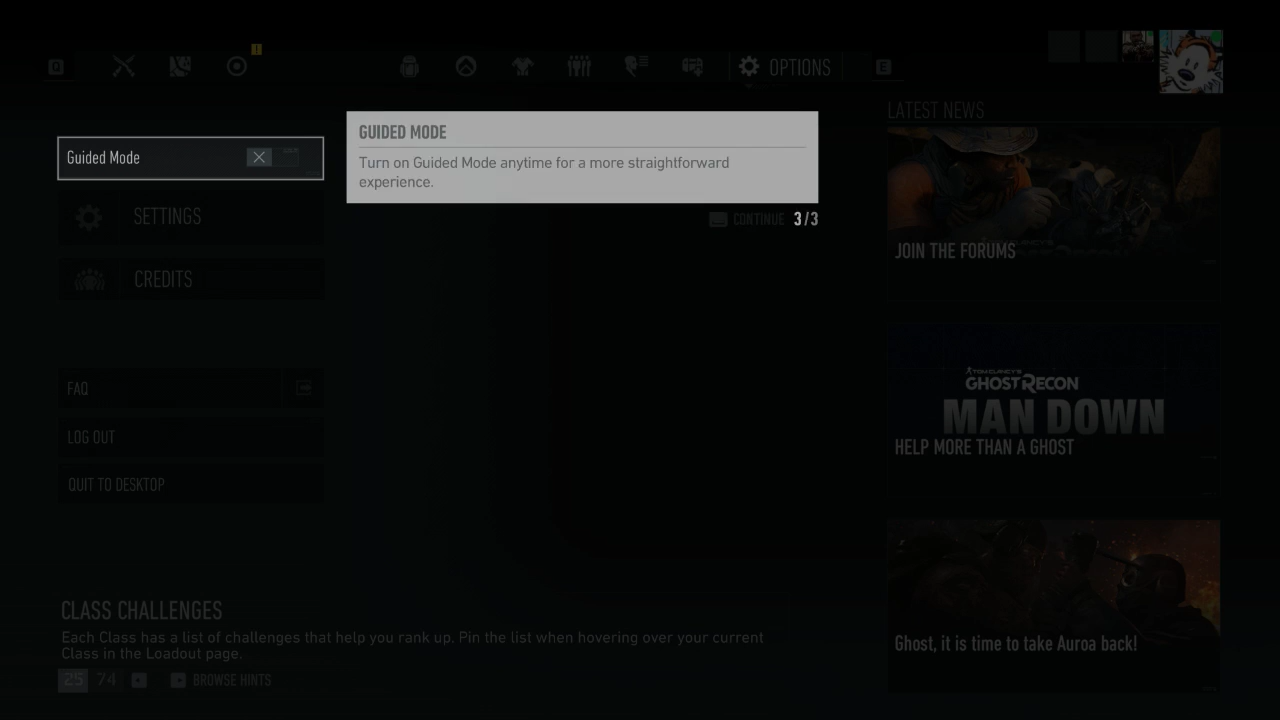 Q
!
OPTIONS
E
LATEST NEWS
Guided Mode
GUIDED MODE
Turn on Guided Mode anytime for a more straightforward
experience.
CONTINUE 3/3
SETTINGS
CREDITS
JOIN THE FORUMS
TOM CLANCY'S
GHOST RECON
MAN DOWN
HELP MORE THAN A GHOST
FAQ
LOG OUT
QUIT TO DESKTOP
CLASS CHALLENGES
Each Class has a list of challenges that help you rank up. Pin the list when hovering over your current
Class in the Loadout page.
25 74
BROWSE HINTS
Ghost, it is time to take Auroa back!